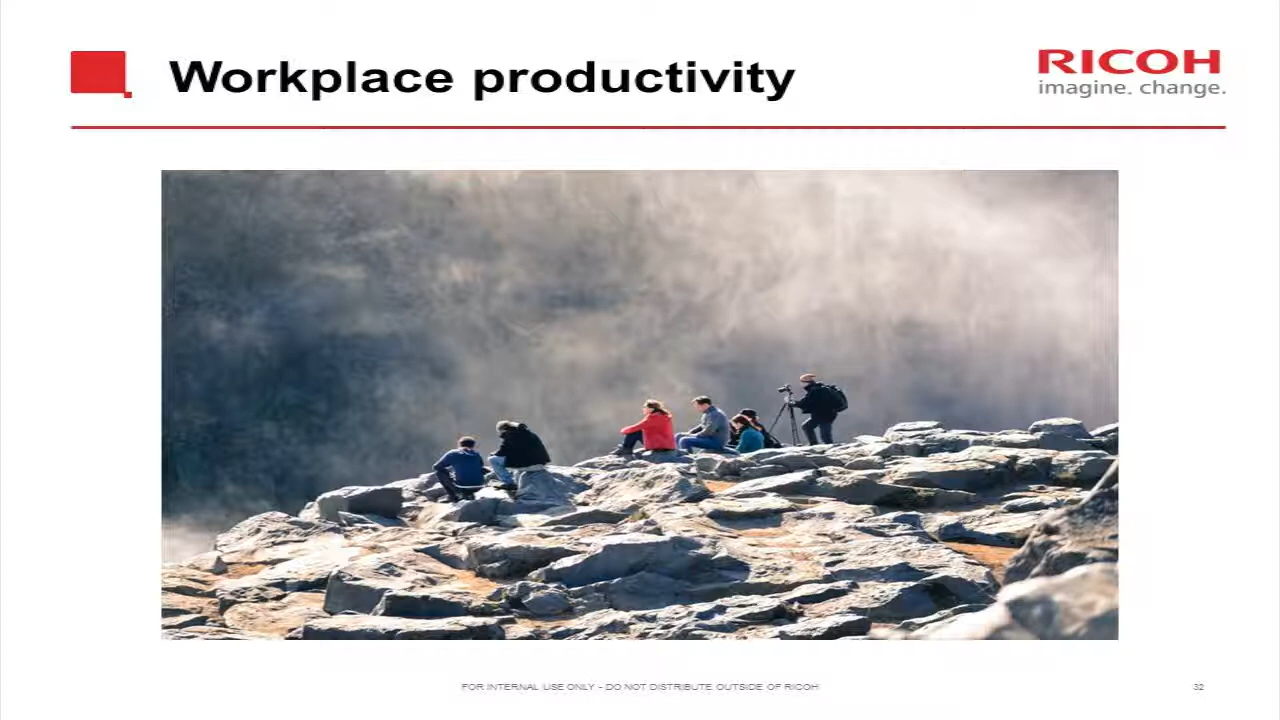 Workplace productivity
RICOH
imagine. change.
FOR INTERNAL USE ONLY - DO NOT DISTRIBUTE OUTSIDE OF RICOH
32